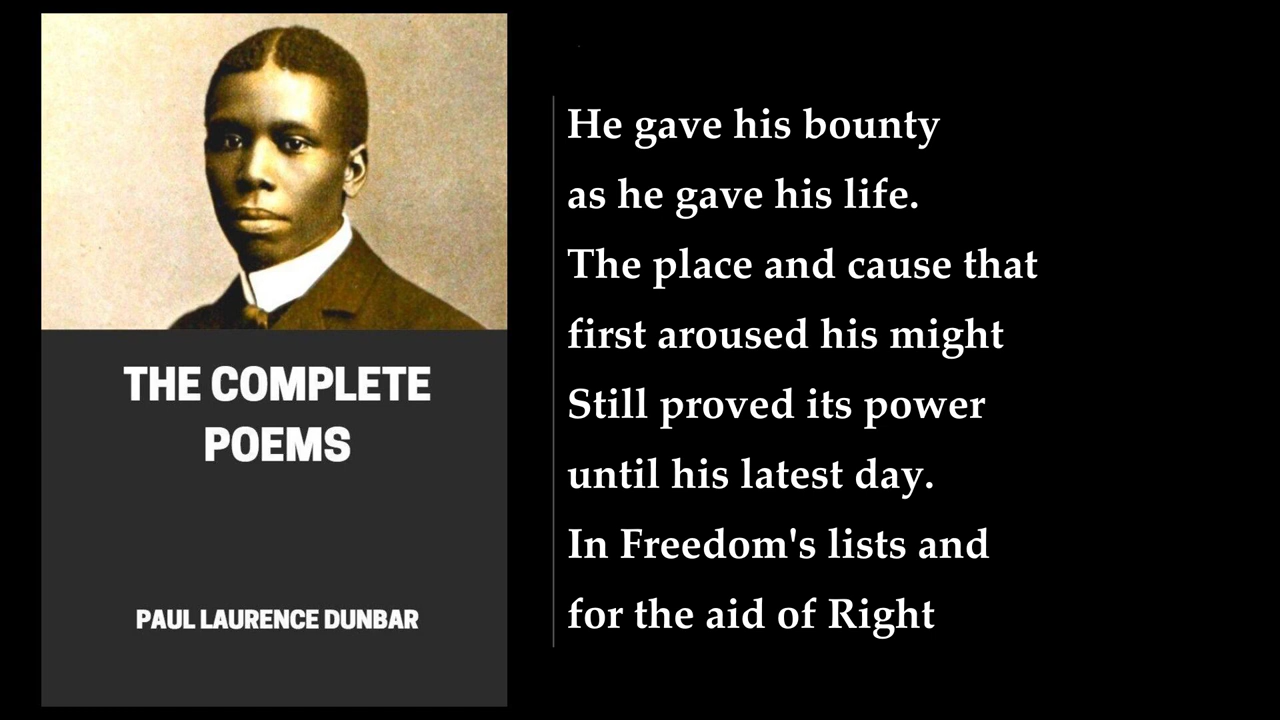 THE COMPLETE
POEMS
PAUL LAURENCE DUNBAR
He gave his bounty
as he gave his life.
The place and cause that
first aroused his might
Still proved its power
until his latest day.
In Freedom's lists and
for the aid of Right